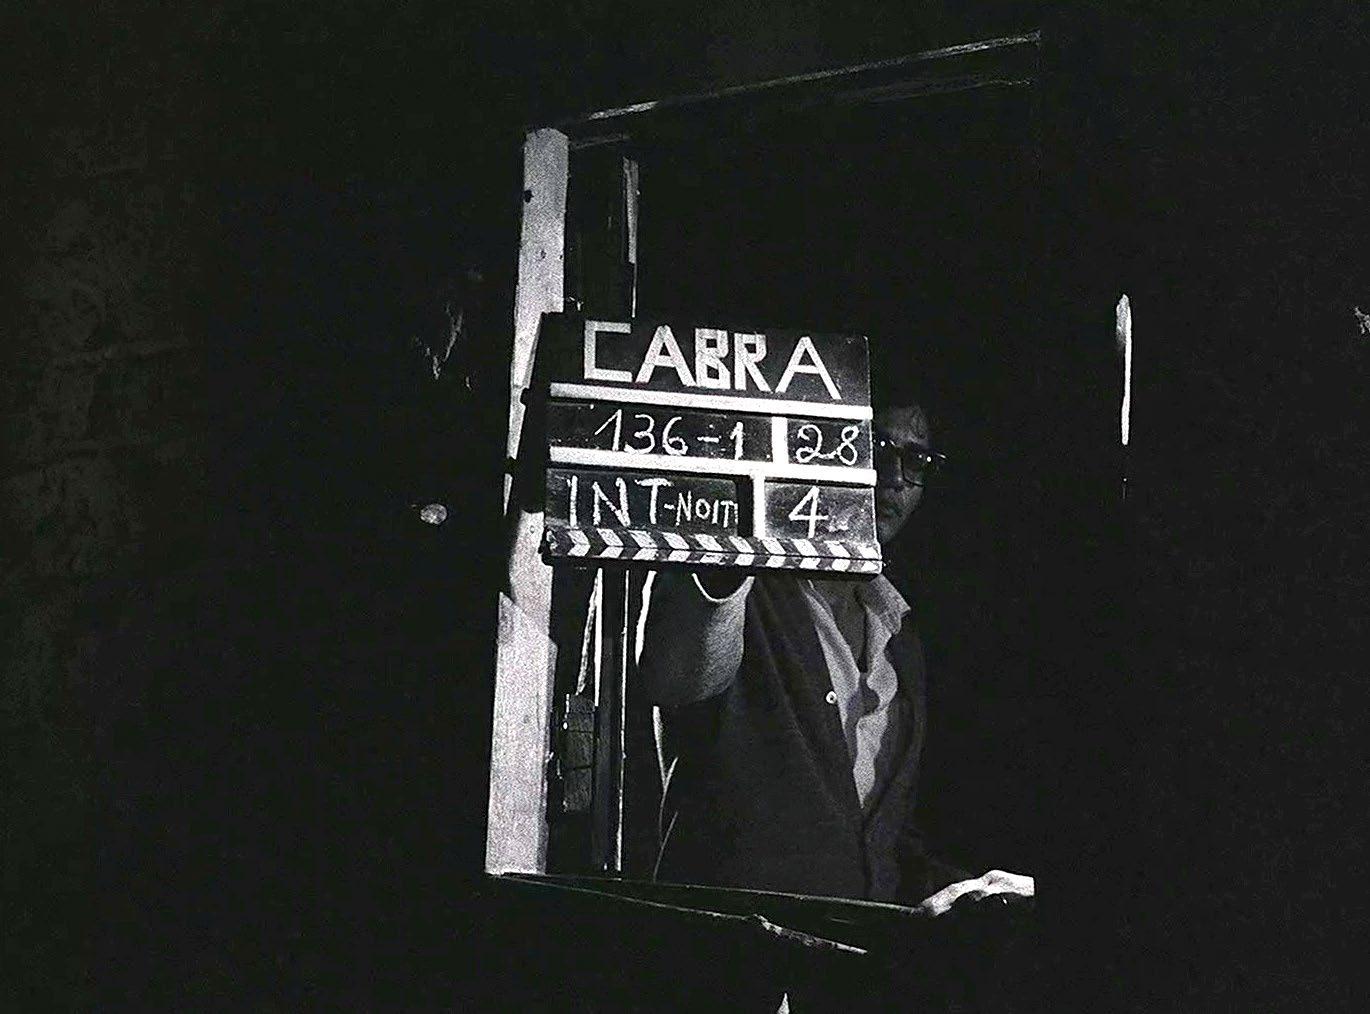 CABRA
136-1 28
INT-NOIT 4